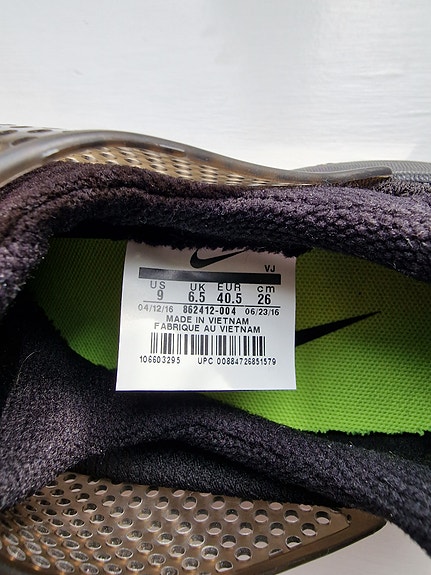 VJ
US UK EUR cm
9 6.5 40.5 26
04/12/16 862412-004 06/23/16
MADE IN VIETNAM
FABRIQUE AU VIETNAM
106603295 UPC 00884726851579